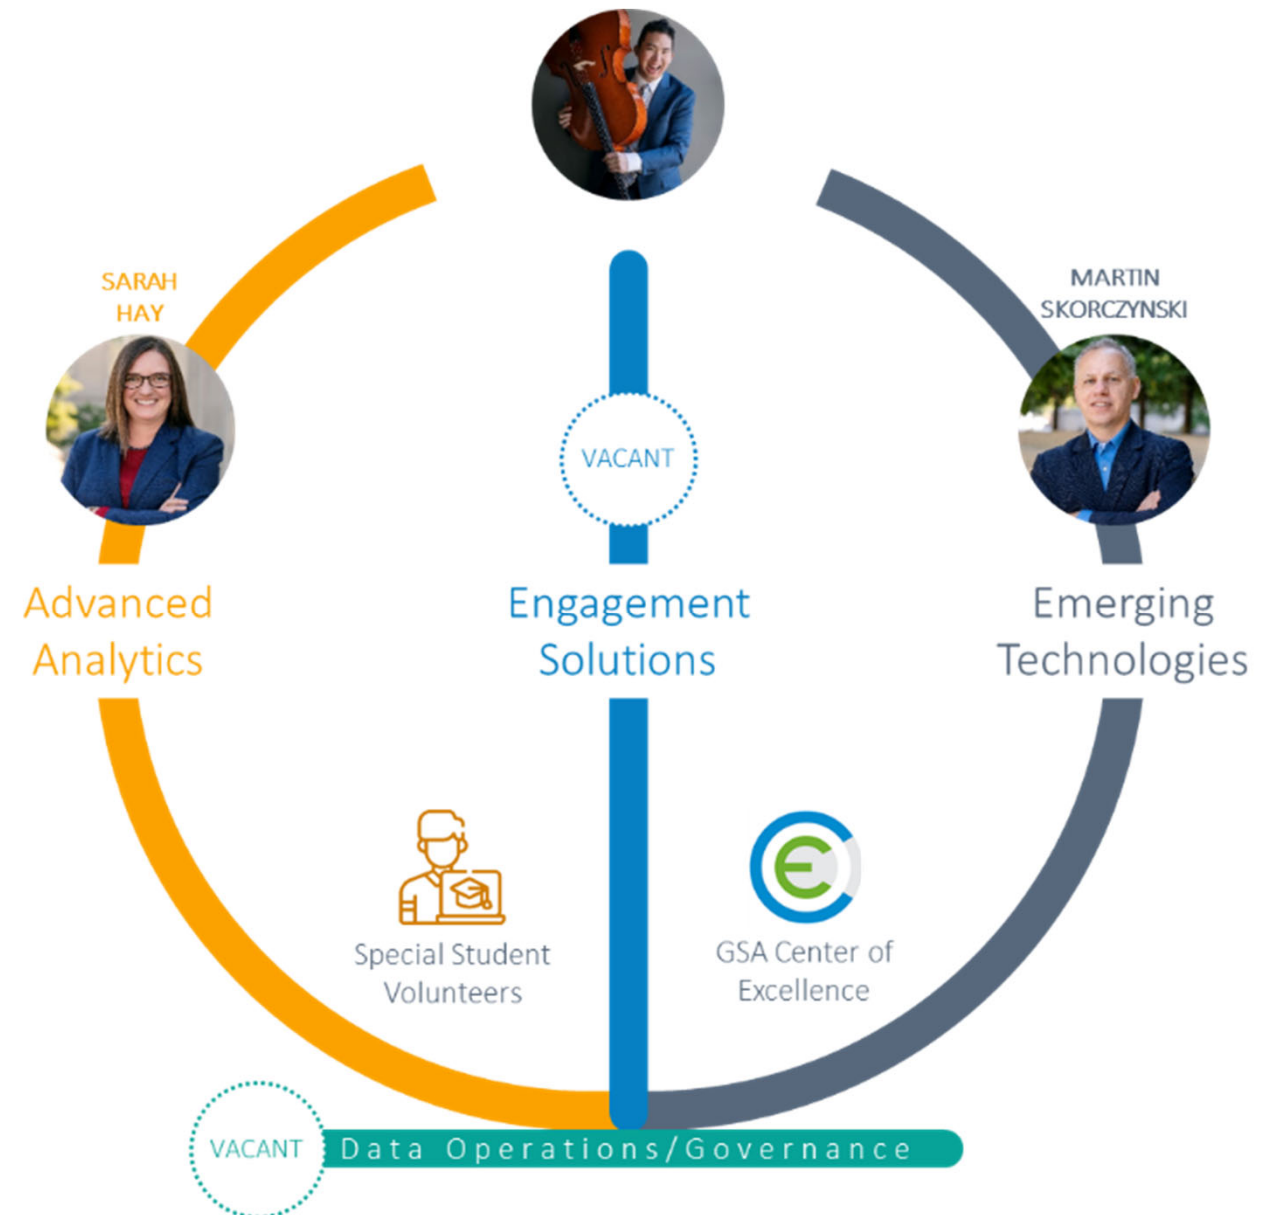 SARAH
HAY
MARTIN
SKORCZYNSKI
VACANT
Advanced
Analytics
Engagement
Solutions
Emerging
Technologies
Special Student
Volunteers
GSA Center of
Excellence
VACANT
Data Operations/Governance